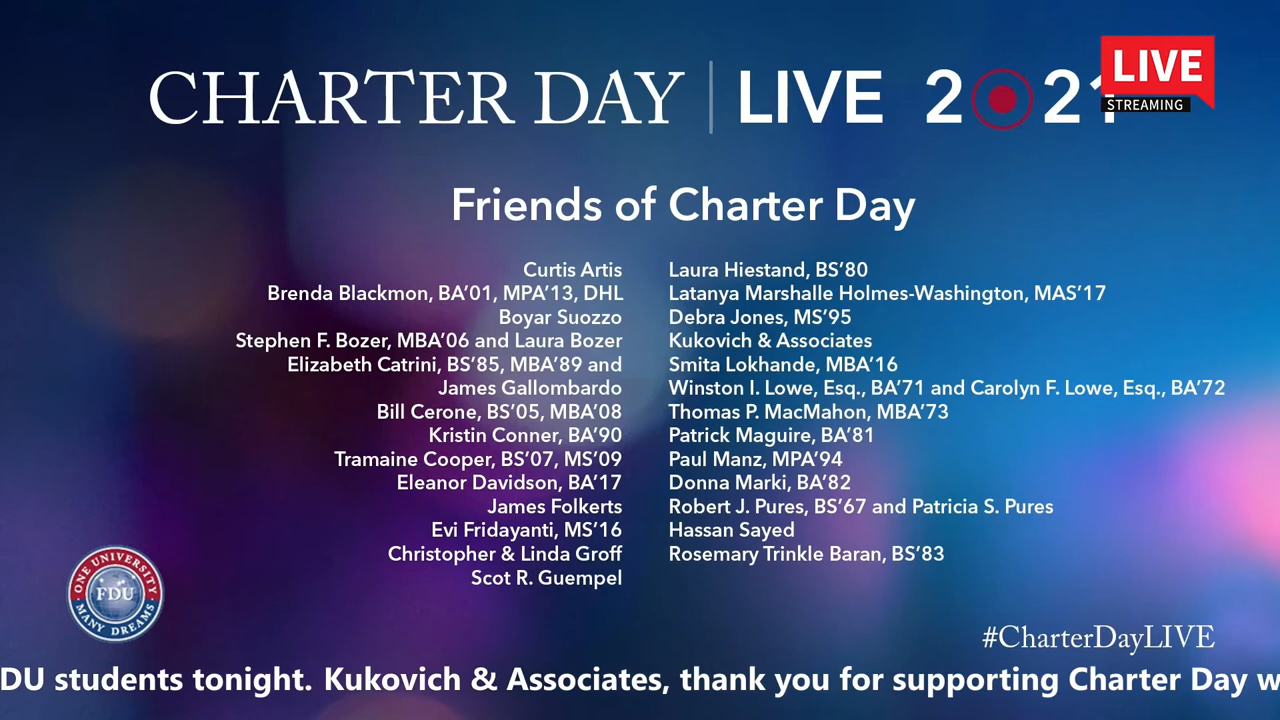 CHARTER DAY | LIVE 2021
LIVE
STREAMING
Friends of Charter Day
Curtis Artis
Brenda Blackmon, BA’01, MPA’13, DHL
Boyar Suozzo
Stephen F. Bozer, MBA’06 and Laura Bozer
Elizabeth Catrini, BS’85, MBA’89 and
James Gallombardo
Bill Cerone, BS’05, MBA’08
Kristin Conner, BA’90
Tramaine Cooper, BS’07, MS’09
Eleanor Davidson, BA’17
James Folkerts
Evi Fridayanti, MS’16
Christopher & Linda Groff
Scot R. Guempel
Laura Hiestand, BS’80
Latanya Marshalle Holmes-Washington, MAS’17
Debra Jones, MS’95
Kukovich & Associates
Smita Lokhande, MBA’16
Winston I. Lowe, Esq., BA’71 and Carolyn F. Lowe, Esq., BA’72
Thomas P. MacMahon, MBA’73
Patrick Maguire, BA’81
Paul Manz, MPA’94
Donna Marki, BA’82
Robert J. Pures, BS’67 and Patricia S. Pures
Hassan Sayed
Rosemary Trinkle Baran, BS’83
ONE UNIVERSITY
FDU
MANY DREAMS
#CharterDayLIVE
DU students tonight. Kukovich & Associates, thank you for supporting Charter Day w